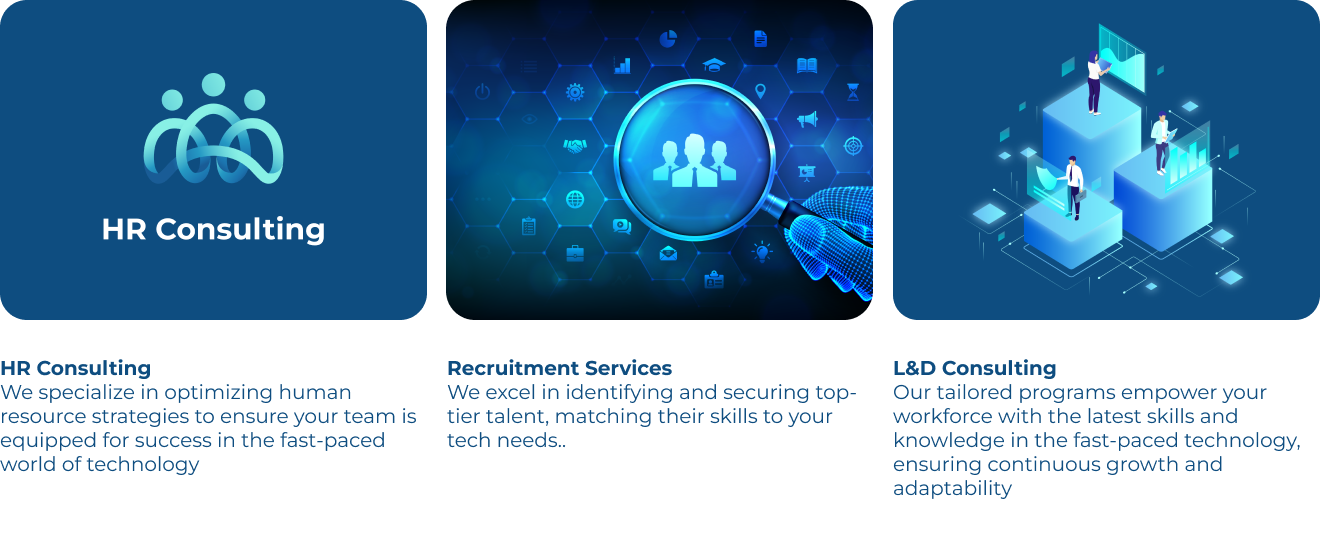 HR Consulting
HR Consulting
We specialize in optimizing human
resource strategies to ensure your team is
equipped for success in the fast-paced
world of technology
Recruitment Services
We excel in identifying and securing top-
tier talent, matching their skills to your
tech needs..
L&D Consulting
Our tailored programs empower your
workforce with the latest skills and
knowledge in the fast-paced technology,
ensuring continuous growth and
adaptability